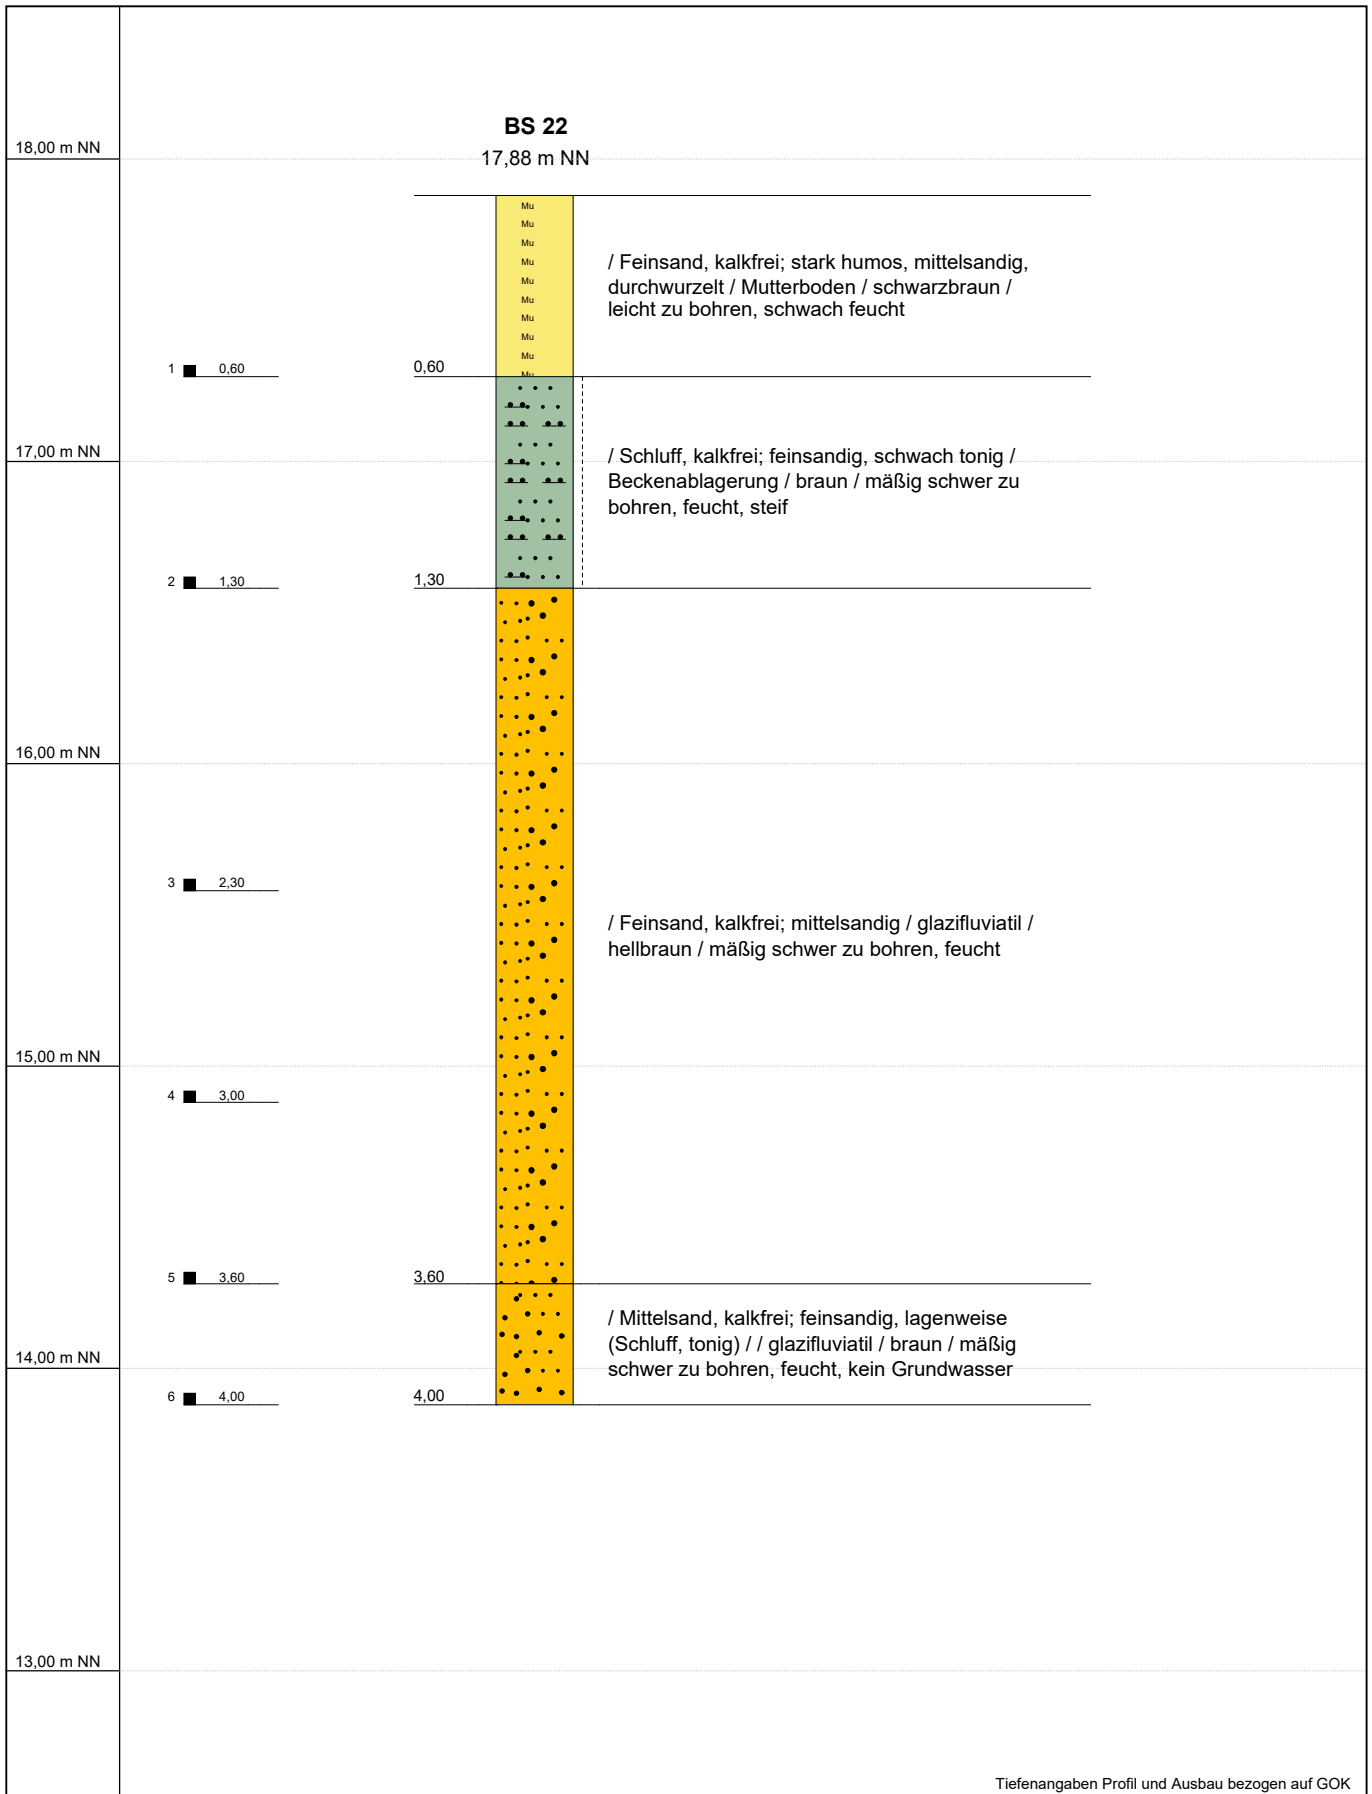 BS 22
18,00 m NN
17,88 m NN
Mu
Mu
Mu
Mu
Mu
Mu
Mu
Mu
Mu
Mu
/ Feinsand, kalkfrei; stark humos, mittelsandig,
durchwurzelt / Mutterboden / schwarzbraun /
leicht zu bohren, schwach feucht
1 0,60
0,60
17,00 m NN
/ Schluff, kalkfrei; feinsandig, schwach tonig /
Beckenablagerung / braun / mäßig schwer zu
bohren, feucht, steif
2 1,30
1,30
16,00 m NN
3 2,30
/ Feinsand, kalkfrei; mittelsandig / glazifluviatil /
hellbraun / mäßig schwer zu bohren, feucht
15,00 m NN
4 3,00
5 3,60
3,60
/ Mittelsand, kalkfrei; feinsandig, lagenweise
(Schluff, tonig) / / glazifluviatil / braun / mäßig
schwer zu bohren, feucht, kein Grundwasser
14,00 m NN
6 4,00
4,00
13,00 m NN
Tiefenangaben Profil und Ausbau bezogen auf GOK